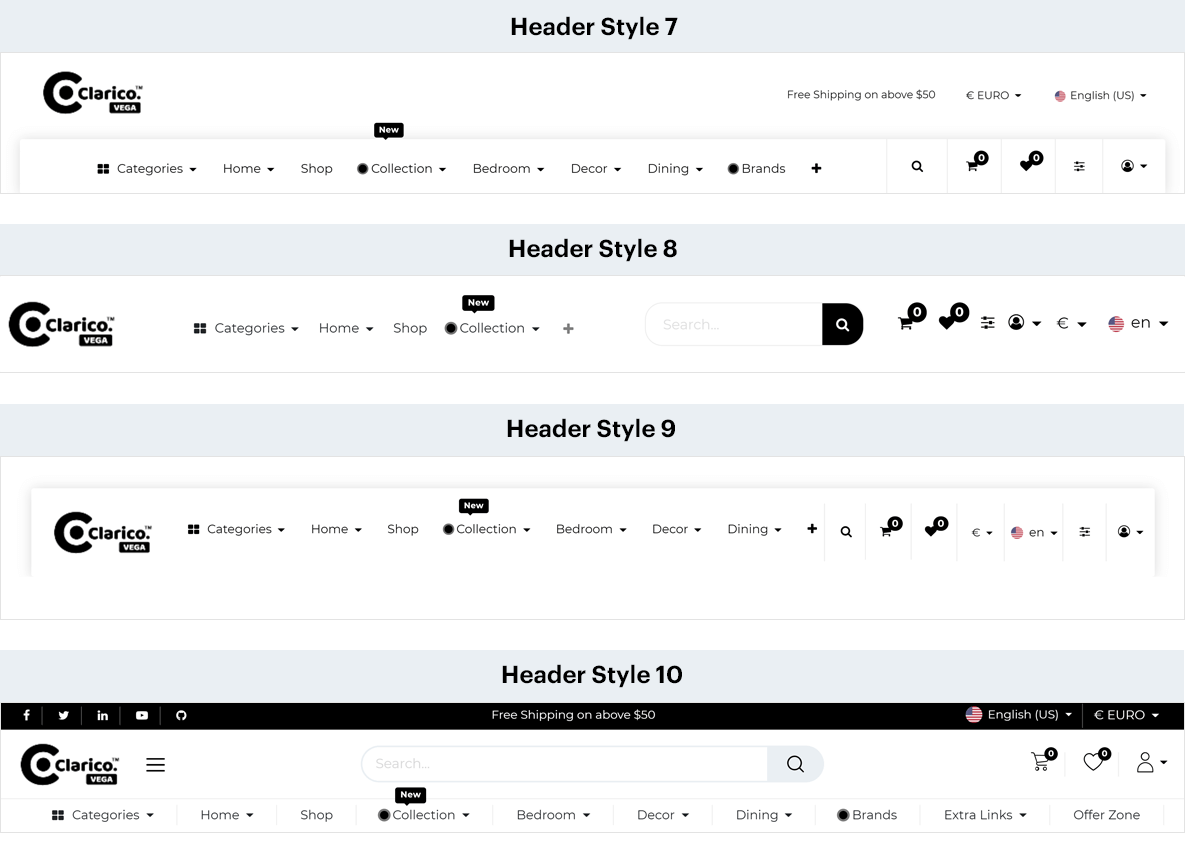 Header Style 7
Clarico.™
VEGA
Free Shipping on above $50 € EURO English (US)
New
Categories Home Shop Collection Bedroom Decor Dining Brands +
0 0
Header Style 8
New
Clarico.™
VEGA
Categories Home Shop Collection +
Search...
0 0 € en
Header Style 9
New
Clarico.™
VEGA
Categories Home Shop Collection Bedroom Decor Dining +
0 0 € en
Header Style 10
Free Shipping on above $50 English (US) € EURO
Clarico.™
VEGA
Search...
0 0
New
Categories Home Shop Collection Bedroom Decor Dining Brands Extra Links Offer Zone